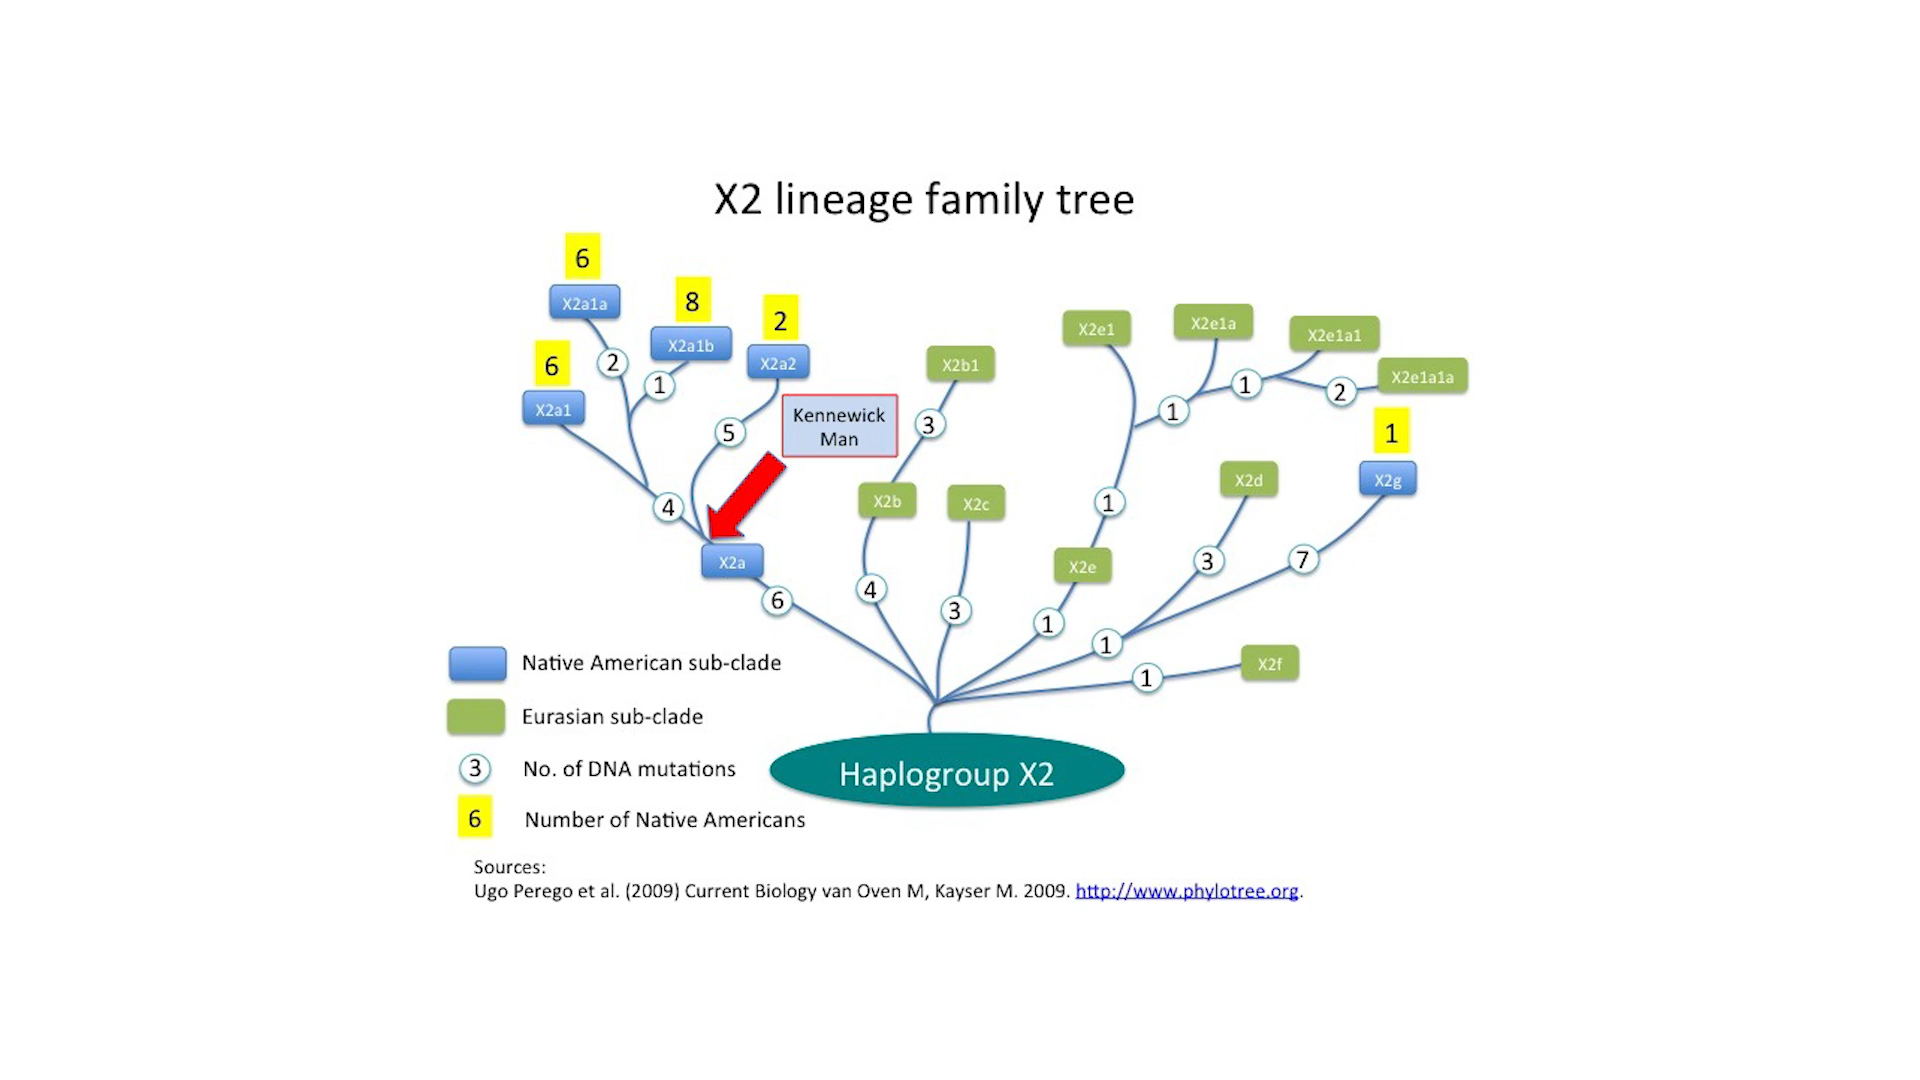 X2 lineage family tree
6
X2a1a
8
X2a1b
2
X2a2
6
X2a1
2
1
5
4
Kennewick
Man
X2a
6
X2b1
3
X2b
4
X2c
3
X2e1
X2e1a
X2e1a1
X2e1a1a
1
1
2
1
X2e
1
X2d
3
1
X2g
7
1
X2f
1
Haplogroup X2
Native American sub-clade
Eurasian sub-clade
3 No. of DNA mutations
6 Number of Native Americans
Sources:
Ugo Perego et al. (2009) Current Biology van Oven M, Kayser M. 2009. http://www.phylotree.org.